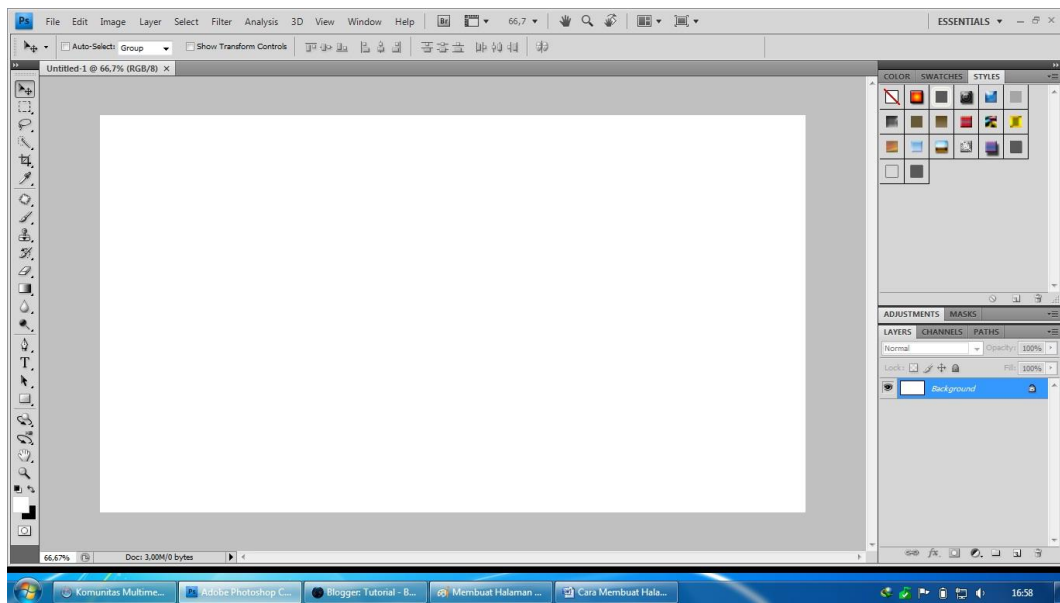 Ps File Edit Image Layer Select Filter Analysis 3D View Window Help Br 66,7 ESSENTIALS
Auto-Select: Group Show Transform Controls
Untitled-1 @ 66,7% (RGB/8) ×
COLOR SWATCHES STYLES
ADJUSTMENTS MASKS
LAYERS CHANNELS PATHS
Normal Opacity: 100%
Lock: Fill: 100%
Background
T
66,67% Doc: 3,00M/0 bytes
fx
Komunitas Multime... Ps Adobe Photoshop C... Blogger: Tutorial - B... Membuat Halaman ... Cara Membuat Hala... 16:58